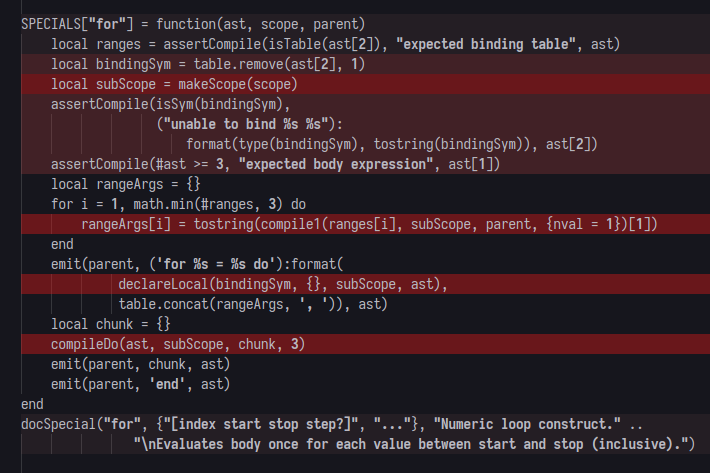 SPECIALS["for"] = function(ast, scope, parent)
    local ranges = assertCompile(isTable(ast[2]), "expected binding table", ast)
    local bindingSym = table.remove(ast[2], 1)
    local subScope = makeScope(scope)
    assertCompile(isSym(bindingSym),
                  ("unable to bind %s %s"):
                      format(type(bindingSym), tostring(bindingSym)), ast[2])
    assertCompile(#ast >= 3, "expected body expression", ast[1])
    local rangeArgs = {}
    for i = 1, math.min(#ranges, 3) do
        rangeArgs[i] = tostring(compile1(ranges[i], subScope, parent, {nval = 1})[1])
    end
    emit(parent, ('for %s = %s do'):format(
             declareLocal(bindingSym, {}, subScope, ast),
             table.concat(rangeArgs, ', ')), ast)
    local chunk = {}
    compileDo(ast, subScope, chunk, 3)
    emit(parent, chunk, ast)
    emit(parent, 'end', ast)
end
docSpecial("for", {"[index start stop step?]", "..."}, "Numeric loop construct." ..
               "\nEvaluates body once for each value between start and stop (inclusive).")